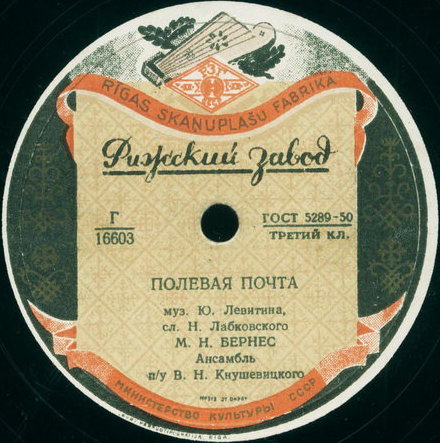 RĪGAS SKAŅUPLAŠU FABRIKA
Рижский завод
Г
16603
ГОСТ 5289-50
ТРЕТИЙ КЛ.
ПОЛЕВАЯ ПОЧТА
муз. Ю. Левитина,
сл. Н. Лабковского
М. Н. БЕРНЕС
Ансамбль
п/у В. Н. Кнушевицкого
МИНИСТЕРСТВО КУЛЬТУРЫ СССР